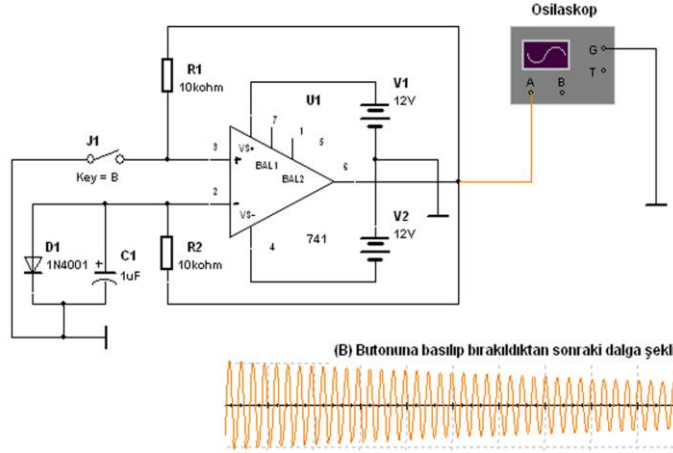 Osilaskop
G
T
A
B
R1
10kohm
U1
V1
12V
7
1
5
J1
3
VS+
BAL1
BAL2
6
Key = B
2
VS-
741
4
V2
12V
D1
1N4001
C1
1uF
R2
10kohm
(B) Butonuna basılıp bırakıldıktan sonraki dalga şekli